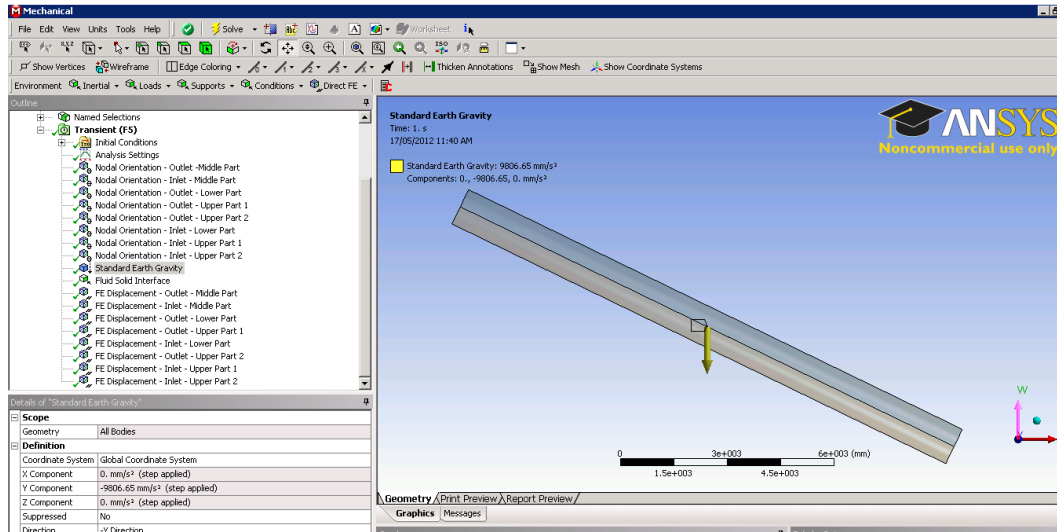 Mechanical
File Edit View Units Tools Help Solve Worksheet
Show Vertices Wireframe Edge Coloring Thicken Annotations Show Mesh Show Coordinate Systems
Environment Inertial Loads Supports Conditions Direct FE
Outline
Named Selections
Transient (F5)
Initial Conditions
Analysis Settings
Nodal Orientation - Outlet -Middle Part
Nodal Orientation - Inlet - Middle Part
Nodal Orientation - Outlet - Lower Part
Nodal Orientation - Outlet - Upper Part 1
Nodal Orientation - Outlet - Upper Part 2
Nodal Orientation - Inlet - Lower Part
Nodal Orientation - Inlet - Upper Part 1
Nodal Orientation - Inlet - Upper Part 2
Standard Earth Gravity
Fluid Solid Interface
FE Displacement - Outlet - Middle Part
FE Displacement - Inlet - Middle Part
FE Displacement - Outlet - Lower Part
FE Displacement - Outlet - Upper Part 1
FE Displacement - Inlet - Lower Part
FE Displacement - Outlet - Upper Part 2
FE Displacement - Inlet - Upper Part 1
FE Displacement - Inlet - Upper Part 2
Details of "Standard Earth Gravity"
Scope
Geometry All Bodies
Definition
Coordinate System Global Coordinate System
X Component 0. mm/s² (step applied)
Y Component -9806.65 mm/s² (step applied)
Z Component 0. mm/s² (step applied)
Suppressed No
Direction -Y Direction
Standard Earth Gravity
Time: 1. s
17/05/2012 11:40 AM
Standard Earth Gravity: 9806.65 mm/s²
Components: 0., -9806.65, 0. mm/s²
ANSYS
Noncommercial use only
0 3e+003 6e+003 (mm)
1.5e+003 4.5e+003
Geometry Print Preview Report Preview
Graphics Messages